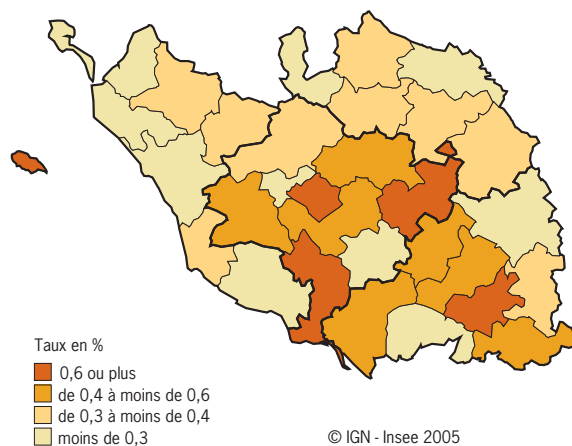 Taux en %
0,6 ou plus
de 0,4 à moins de 0,6
de 0,3 à moins de 0,4
moins de 0,3
© IGN - Insee 2005